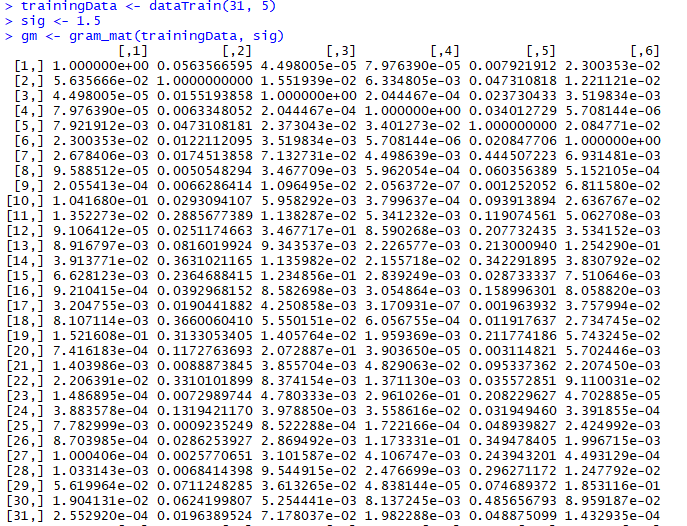 > trainingData <- dataTrain(31, 5)
> sig <- 1.5
> gm <- gram_mat(trainingData, sig)
[,1] [,2] [,3] [,4] [,5] [,6]
[1,] 1.000000e+00 0.0563566595 4.498005e-05 7.976390e-05 0.007921912 2.300353e-02
[2,] 5.635666e-02 1.0000000000 1.551939e-02 6.334805e-03 0.047310818 1.221121e-02
[3,] 4.498005e-05 0.0155193858 1.000000e+00 2.044467e-04 0.023730433 3.519834e-03
[4,] 7.976390e-05 0.0063348052 2.044467e-04 1.000000e+00 0.034012729 5.708144e-06
[5,] 7.921912e-03 0.0473108181 2.373043e-02 3.401273e-02 1.000000000 2.084771e-02
[6,] 2.300353e-02 0.0122112095 3.519834e-03 5.708144e-06 0.020847706 1.000000e+00
[7,] 2.678406e-03 0.0174513858 7.132731e-02 4.498639e-03 0.444507223 6.931481e-03
[8,] 9.588512e-05 0.0050548294 3.467709e-03 5.962054e-04 0.060356389 5.152105e-04
[9,] 2.055413e-04 0.0066286414 1.096495e-02 2.056372e-07 0.001252052 6.811580e-02
[10,] 1.041680e-01 0.0293094107 5.958292e-03 3.799637e-04 0.093913894 2.636767e-02
[11,] 1.352273e-02 0.2885677389 1.138287e-02 5.341232e-03 0.119074561 5.062708e-03
[12,] 9.106412e-05 0.0251174663 3.467717e-01 8.590268e-03 0.207732435 3.534152e-03
[13,] 8.916797e-03 0.0816019924 9.343537e-03 2.226577e-03 0.213000940 1.254290e-01
[14,] 3.913771e-02 0.3631021165 1.135982e-02 2.155718e-02 0.342291895 3.830792e-02
[15,] 6.628123e-03 0.2364688415 1.234856e-01 2.839249e-03 0.028733337 7.510646e-03
[16,] 9.210415e-04 0.0392968152 8.582698e-03 3.054864e-03 0.158996301 8.058820e-03
[17,] 3.204755e-03 0.0190441882 4.250858e-03 3.170931e-07 0.001963932 3.757994e-02
[18,] 8.107114e-03 0.3660060410 5.550151e-02 6.056755e-04 0.011917637 2.734745e-02
[19,] 1.521608e-01 0.3133053405 1.405764e-02 1.959369e-03 0.211774186 5.743245e-02
[20,] 7.416183e-04 0.1172763693 2.072887e-01 3.903650e-05 0.003114821 5.702446e-03
[21,] 1.403986e-03 0.0088873845 3.855704e-03 4.829063e-02 0.095337362 2.207450e-03
[22,] 2.206391e-02 0.3310101899 8.374154e-03 1.371130e-03 0.035572851 9.110031e-02
[23,] 1.486895e-04 0.0072989744 4.780333e-03 2.961026e-01 0.208229627 4.702885e-05
[24,] 3.883578e-04 0.1319421170 3.978850e-03 3.558616e-02 0.031949460 3.391855e-04
[25,] 7.782999e-03 0.0009235249 8.522288e-04 1.722166e-04 0.048939827 2.424992e-03
[26,] 8.703985e-04 0.0286253927 2.869492e-03 1.173331e-01 0.349478405 1.996715e-03
[27,] 1.000406e-04 0.0025770651 3.101587e-02 4.106747e-03 0.243943201 4.493129e-04
[28,] 1.033143e-03 0.0068414398 9.544915e-02 2.476699e-03 0.296271172 1.247792e-02
[29,] 5.619964e-02 0.0711248285 3.613265e-02 4.838144e-05 0.074689372 1.853116e-01
[30,] 1.904131e-02 0.0624199807 5.254441e-03 8.137245e-03 0.485656793 8.959187e-02
[31,] 2.552920e-04 0.0196389524 7.178037e-02 1.982288e-03 0.048875099 1.432935e-04